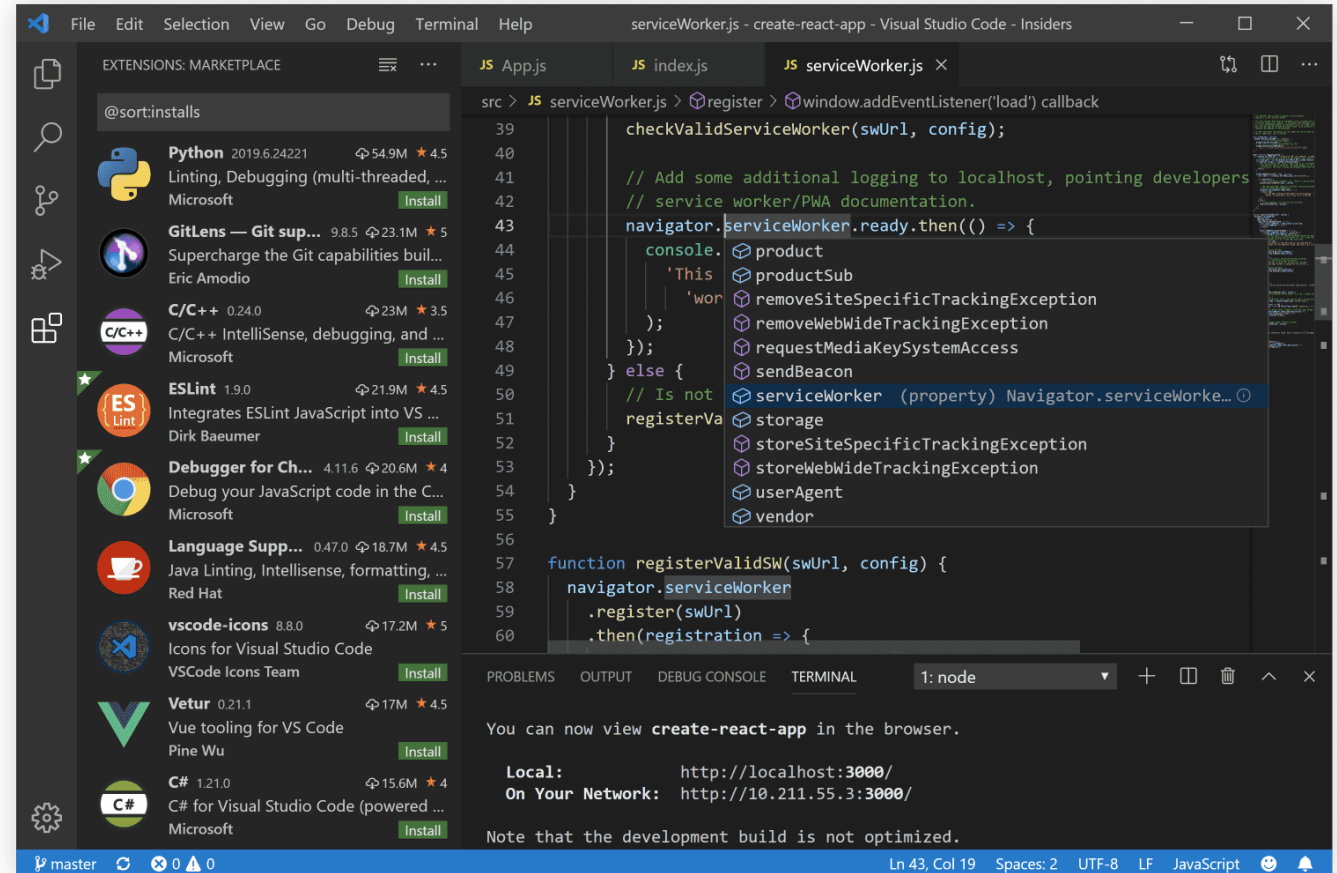 File Edit Selection View Go Debug Terminal Help serviceWorker.js - create-react-app - Visual Studio Code - Insiders
EXTENSIONS: MARKETPLACE
@sort:installs
Python 2019.6.24221 54.9M ★ 4.5
Linting, Debugging (multi-threaded, ...
Microsoft Install
GitLens — Git sup... 9.8.5 23.1M ★ 5
Supercharge the Git capabilities buil...
Eric Amodio Install
C/C++
C/C++ 0.24.0 23M ★ 3.5
C/C++ IntelliSense, debugging, and ...
Microsoft Install
ES
Lint
ESLint 1.9.0 21.9M ★ 4.5
Integrates ESLint JavaScript into VS ...
Dirk Baeumer Install
Debugger for Ch... 4.11.6 20.6M ★ 4
Debug your JavaScript code in the C...
Microsoft Install
Language Supp... 0.47.0 18.7M ★ 4.5
Java Linting, Intellisense, formatting, ...
Red Hat Install
vscode-icons 8.8.0 17.2M ★ 5
Icons for Visual Studio Code
VSCode Icons Team Install
Vetur 0.21.1 17M ★ 4.5
Vue tooling for VS Code
Pine Wu Install
C#
C# 1.21.0 15.6M ★ 4
C# for Visual Studio Code (powered ...
Microsoft Install
JS App.js JS index.js JS serviceWorker.js
src > JS serviceWorker.js > register > window.addEventListener('load') callback
39 checkValidServiceWorker(swUrl, config);
40
41 // Add some additional logging to localhost, pointing developers
42 // service worker/PWA documentation.
43 navigator.serviceWorker.ready.then(() => {
44 console.
45 'This
46 'wor
47 );
48 });
49 } else {
50 // Is not
51 registerVa
52 }
53 });
54 }
55 }
56
57 function registerValidSW(swUrl, config) {
58 navigator.serviceWorker
59 .register(swUrl)
60 .then(registration => {
product
productSub
removeSiteSpecificTrackingException
removeWebWideTrackingException
requestMediaKeySystemAccess
sendBeacon
serviceWorker (property) Navigator.serviceWorke...
storage
storeSiteSpecificTrackingException
storeWebWideTrackingException
userAgent
vendor
PROBLEMS OUTPUT DEBUG CONSOLE TERMINAL 1: node
You can now view create-react-app in the browser.
Local: http://localhost:3000/
On Your Network: http://10.211.55.3:3000/
Note that the development build is not optimized.
master 0 0 Ln 43, Col 19 Spaces: 2 UTF-8 LF JavaScript